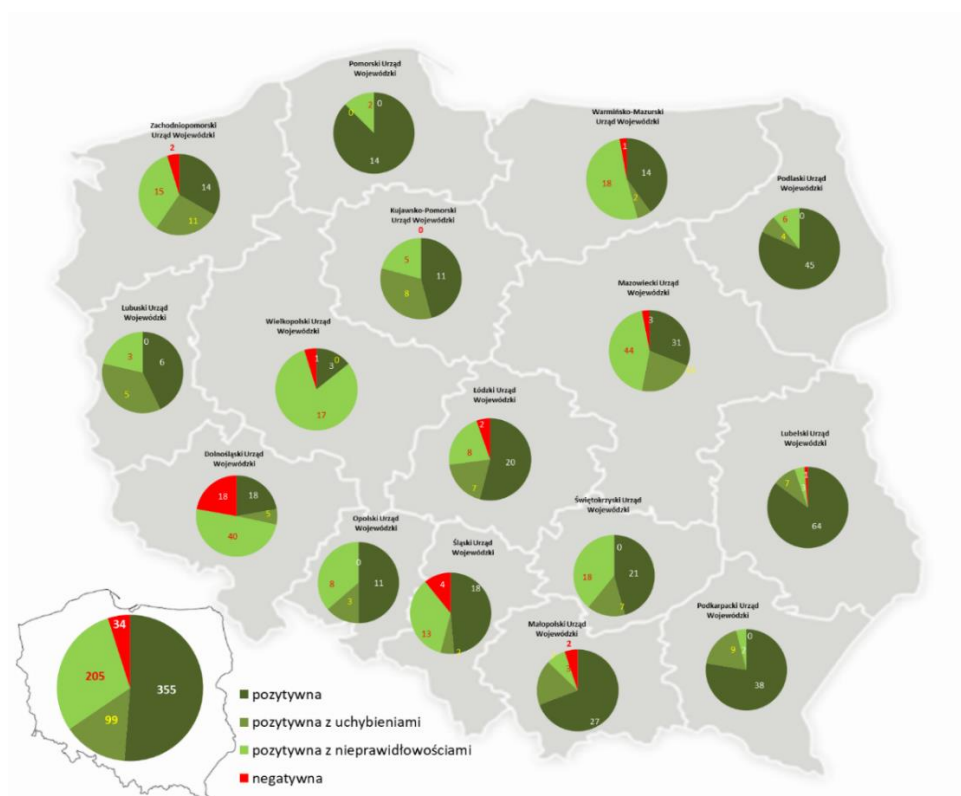 Pomorski Urząd
Wojewódzki
0
2
0
14
Zachodniopomorski
Urząd Wojewódzki
2
15
14
11
Warmińsko-Mazurski
Urząd Wojewódzki
1
14
18
2
Podlaski Urząd
Wojewódzki
0
6
4
45
Kujawsko-Pomorski
Urząd Wojewódzki
0
5
11
8
Mazowiecki Urząd
Wojewódzki
3
31
44
Lubuski Urząd
Wojewódzki
0
3
6
5
Wielkopolski Urząd
Wojewódzki
1
3
0
17
Łódzki Urząd
Wojewódzki
2
8
20
7
Lubelski Urząd
Wojewódzki
1
7
64
Dolnośląski Urząd
Wojewódzki
18
18
5
40
Opolski Urząd
Wojewódzki
0
8
11
3
Śląski Urząd
Wojewódzki
4
18
13
Świętokrzyski Urząd
Wojewódzki
0
18
21
7
Małopolski Urząd
Wojewódzki
2
3
27
Podkarpacki Urząd
Wojewódzki
0
9
2
38
34
205
355
99
pozytywna
pozytywna z uchybieniami
pozytywna z nieprawidłowościami
negatywna